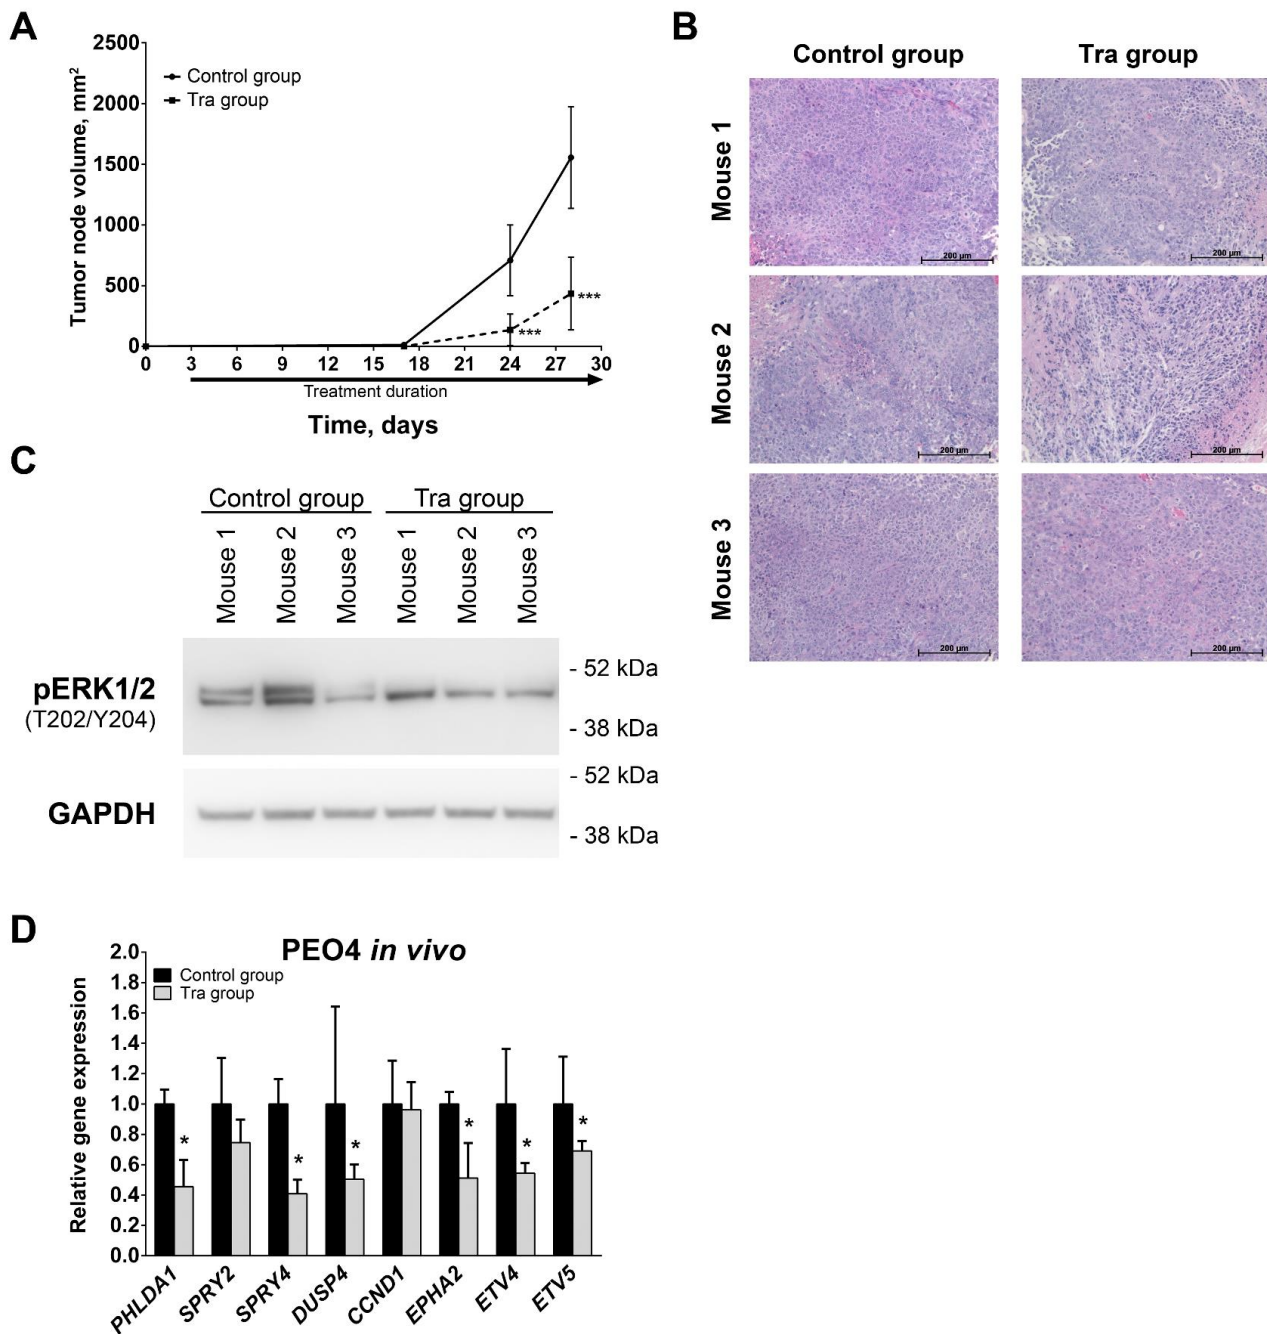 A
2500
2000
1500
1000
500
0
Tumor node volume, mm²
Control group
Tra group
***
***
0 3 6 9 12 15 18 21 24 27 30
Treatment duration
Time, days
B
Control group Tra group
Mouse 1
200 µm 200 µm
Mouse 2
200 µm 200 µm
Mouse 3
200 µm 200 µm
C
Control group Tra group
Mouse 1 Mouse 2 Mouse 3 Mouse 1 Mouse 2 Mouse 3
pERK1/2
(T202/Y204)
- 52 kDa
- 38 kDa
GAPDH
- 52 kDa
- 38 kDa
D
PEO4 in vivo
Control group
Tra group
Relative gene expression
2.0
1.8
1.6
1.4
1.2
1.0
0.8
0.6
0.4
0.2
0.0
* * * * * *
PHLDA1 SPRY2 SPRY4 DUSP4 CCND1 EPHA2 ETV4 ETV5